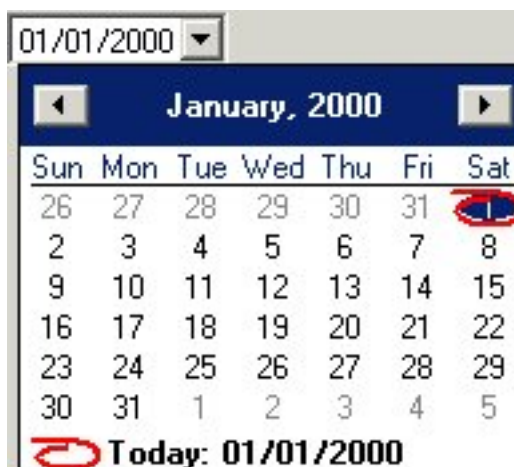 01/01/2000
January, 2000
Sun Mon Tue Wed Thu Fri Sat
26 27 28 29 30 31 1
2 3 4 5 6 7 8
9 10 11 12 13 14 15
16 17 18 19 20 21 22
23 24 25 26 27 28 29
30 31 1 2 3 4 5
Today: 01/01/2000